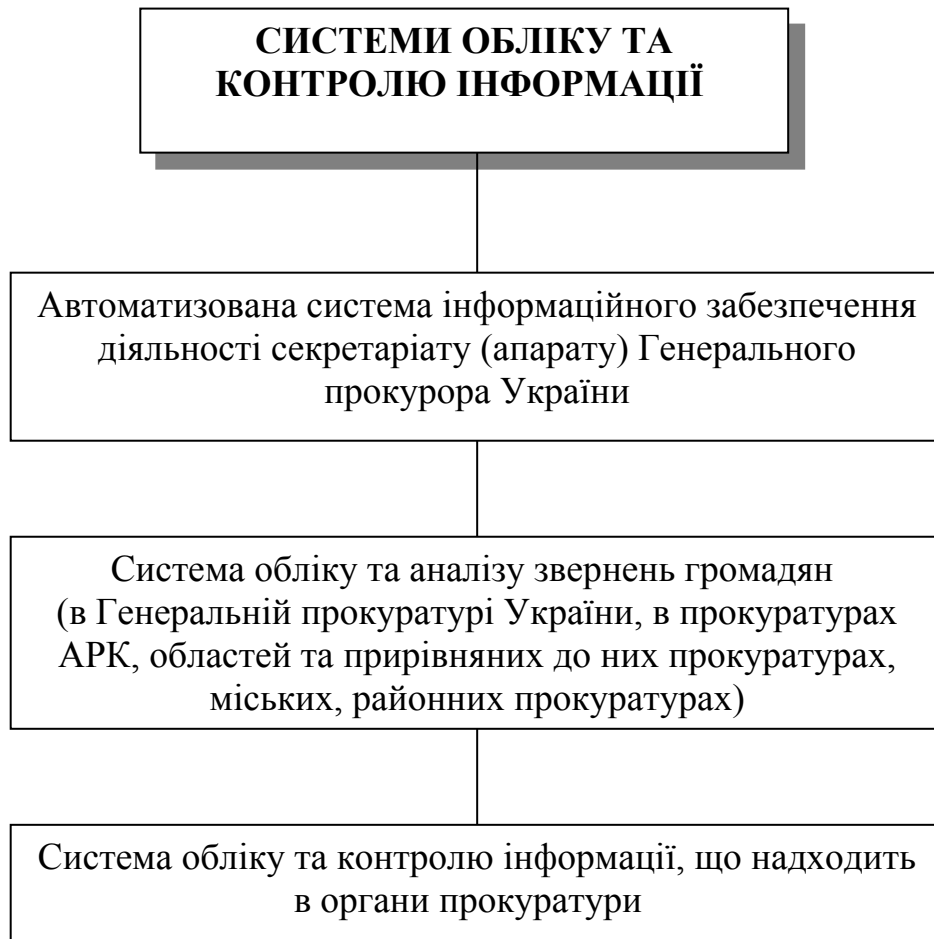 СИСТЕМИ ОБЛІКУ ТА
КОНТРОЛЮ ІНФОРМАЦІЇ
Автоматизована система інформаційного забезпечення
діяльності секретаріату (апарату) Генерального
прокурора України
Система обліку та аналізу звернень громадян
(в Генеральній прокуратурі України, в прокуратурах
АРК, областей та прирівняних до них прокуратурах,
міських, районних прокуратурах)
Система обліку та контролю інформації, що надходить
в органи прокуратури